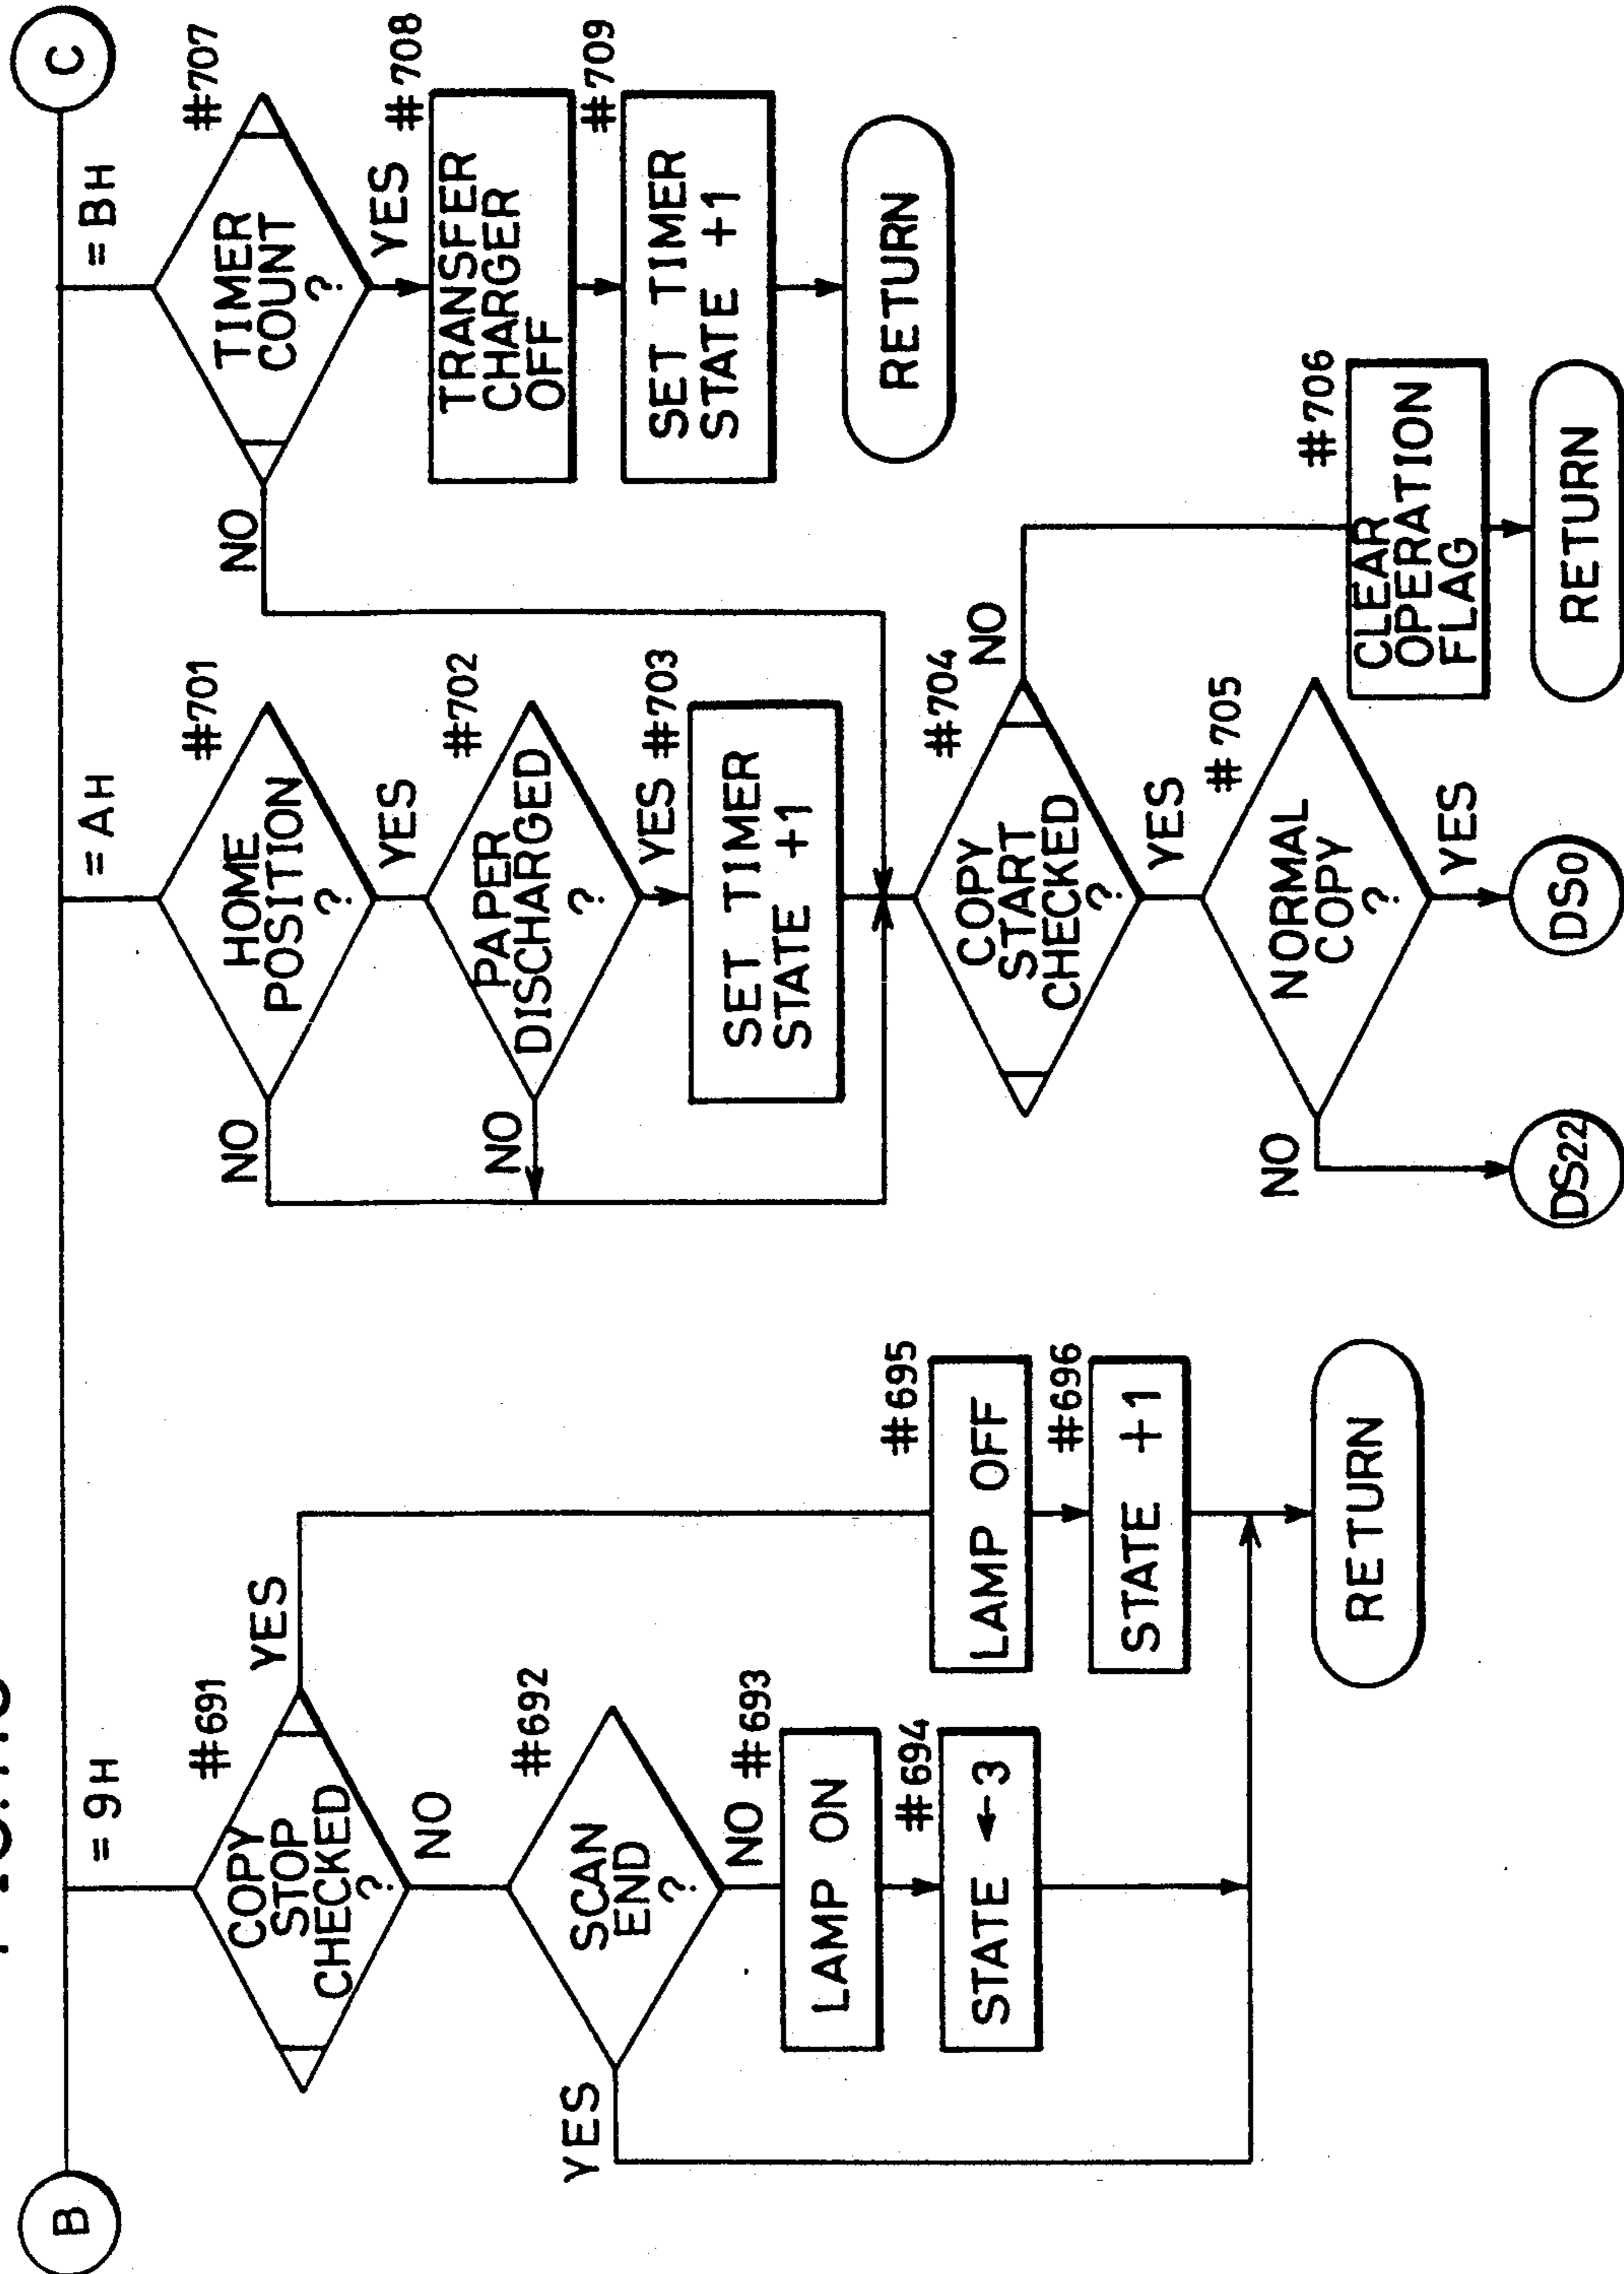 B
C
= 9H
#691
COPY
STOP
CHECKED
?
YES
NO
#692
SCAN
END
?
YES
NO
#693
LAMP ON
#694
STATE ← 3
#695
LAMP OFF
#696
STATE +1
RETURN
= AH
#701
HOME
POSITION
?
NO
YES
#702
PAPER
DISCHARGED
?
NO
YES
#703
SET TIMER
STATE +1
#704
COPY
START
CHECKED
?
NO
YES
#705
NORMAL
COPY
?
NO
YES
DS22
DS0
#706
CLEAR
OPERATION
FLAG
RETURN
= BH
#707
TIMER
COUNT
?
NO
YES
#708
TRANSFER
CHARGER
OFF
#709
SET TIMER
STATE +1
RETURN